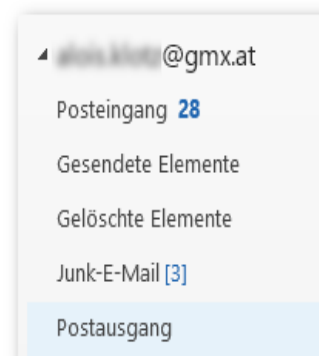 @gmx.at
Posteingang 28
Gesendete Elemente
Gelöschte Elemente
Junk-E-Mail [3]
Postausgang